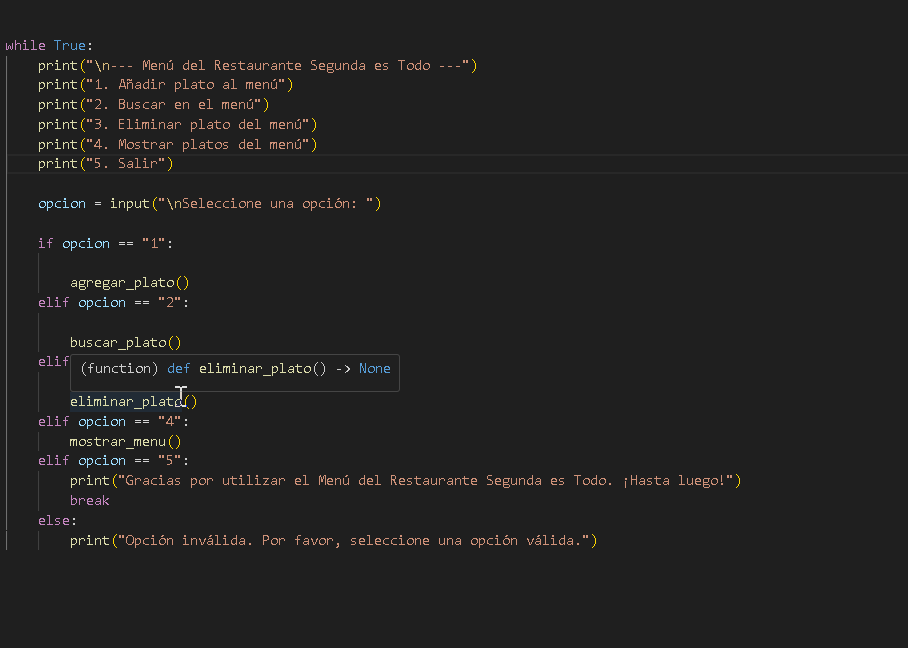 while True:
print("\n--- Menú del Restaurante Segunda es Todo ---")
print("1. Añadir plato al menú")
print("2. Buscar en el menú")
print("3. Eliminar plato del menú")
print("4. Mostrar platos del menú")
print("5. Salir")
opcion = input("\nSeleccione una opción: ")
if opcion == "1":
agregar_plato()
elif opcion == "2":
buscar_plato()
elif
(function) def eliminar_plato() -> None
eliminar_plato()
elif opcion == "4":
mostrar_menu()
elif opcion == "5":
print("Gracias por utilizar el Menú del Restaurante Segunda es Todo. ¡Hasta luego!")
break
else:
print("Opción inválida. Por favor, seleccione una opción válida.")